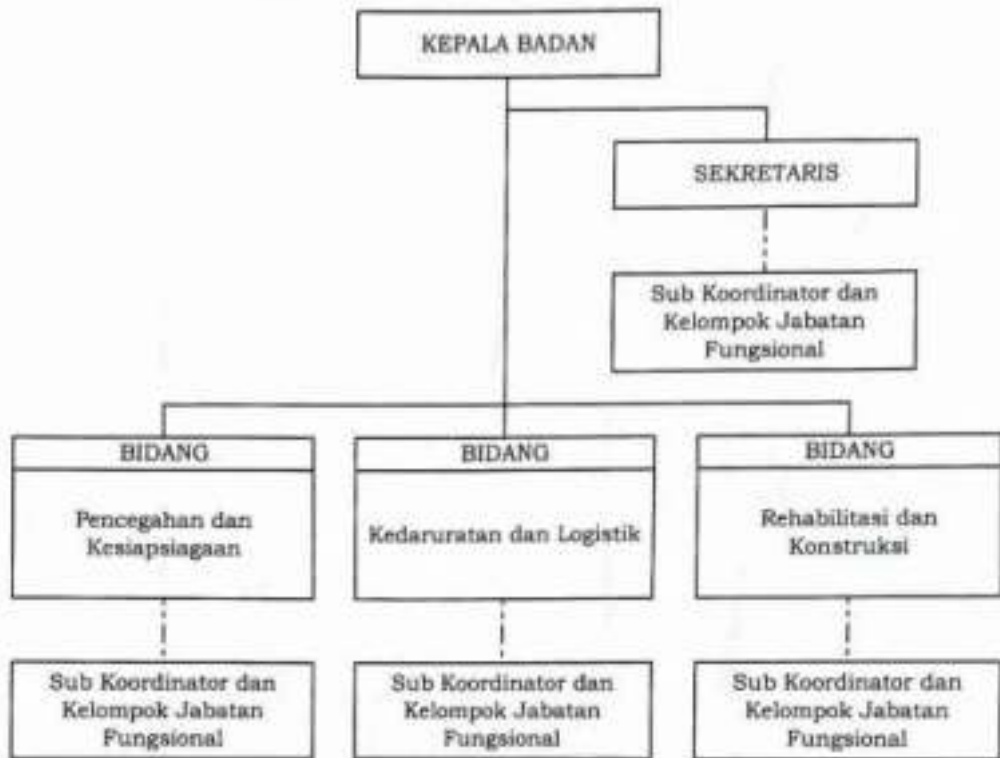 KEPALA BADAN
SEKRETARIS
Sub Koordinator dan
Kelompok Jabatan
Fungsional
BIDANG
Pencegahan dan
Kesiapsiagaan
BIDANG
Kedaruratan dan Logistik
BIDANG
Rehabilitasi dan
Konstruksi
Sub Koordinator dan
Kelompok Jabatan
Fungsional
Sub Koordinator dan
Kelompok Jabatan
Fungsional
Sub Koordinator dan
Kelompok Jabatan
Fungsional